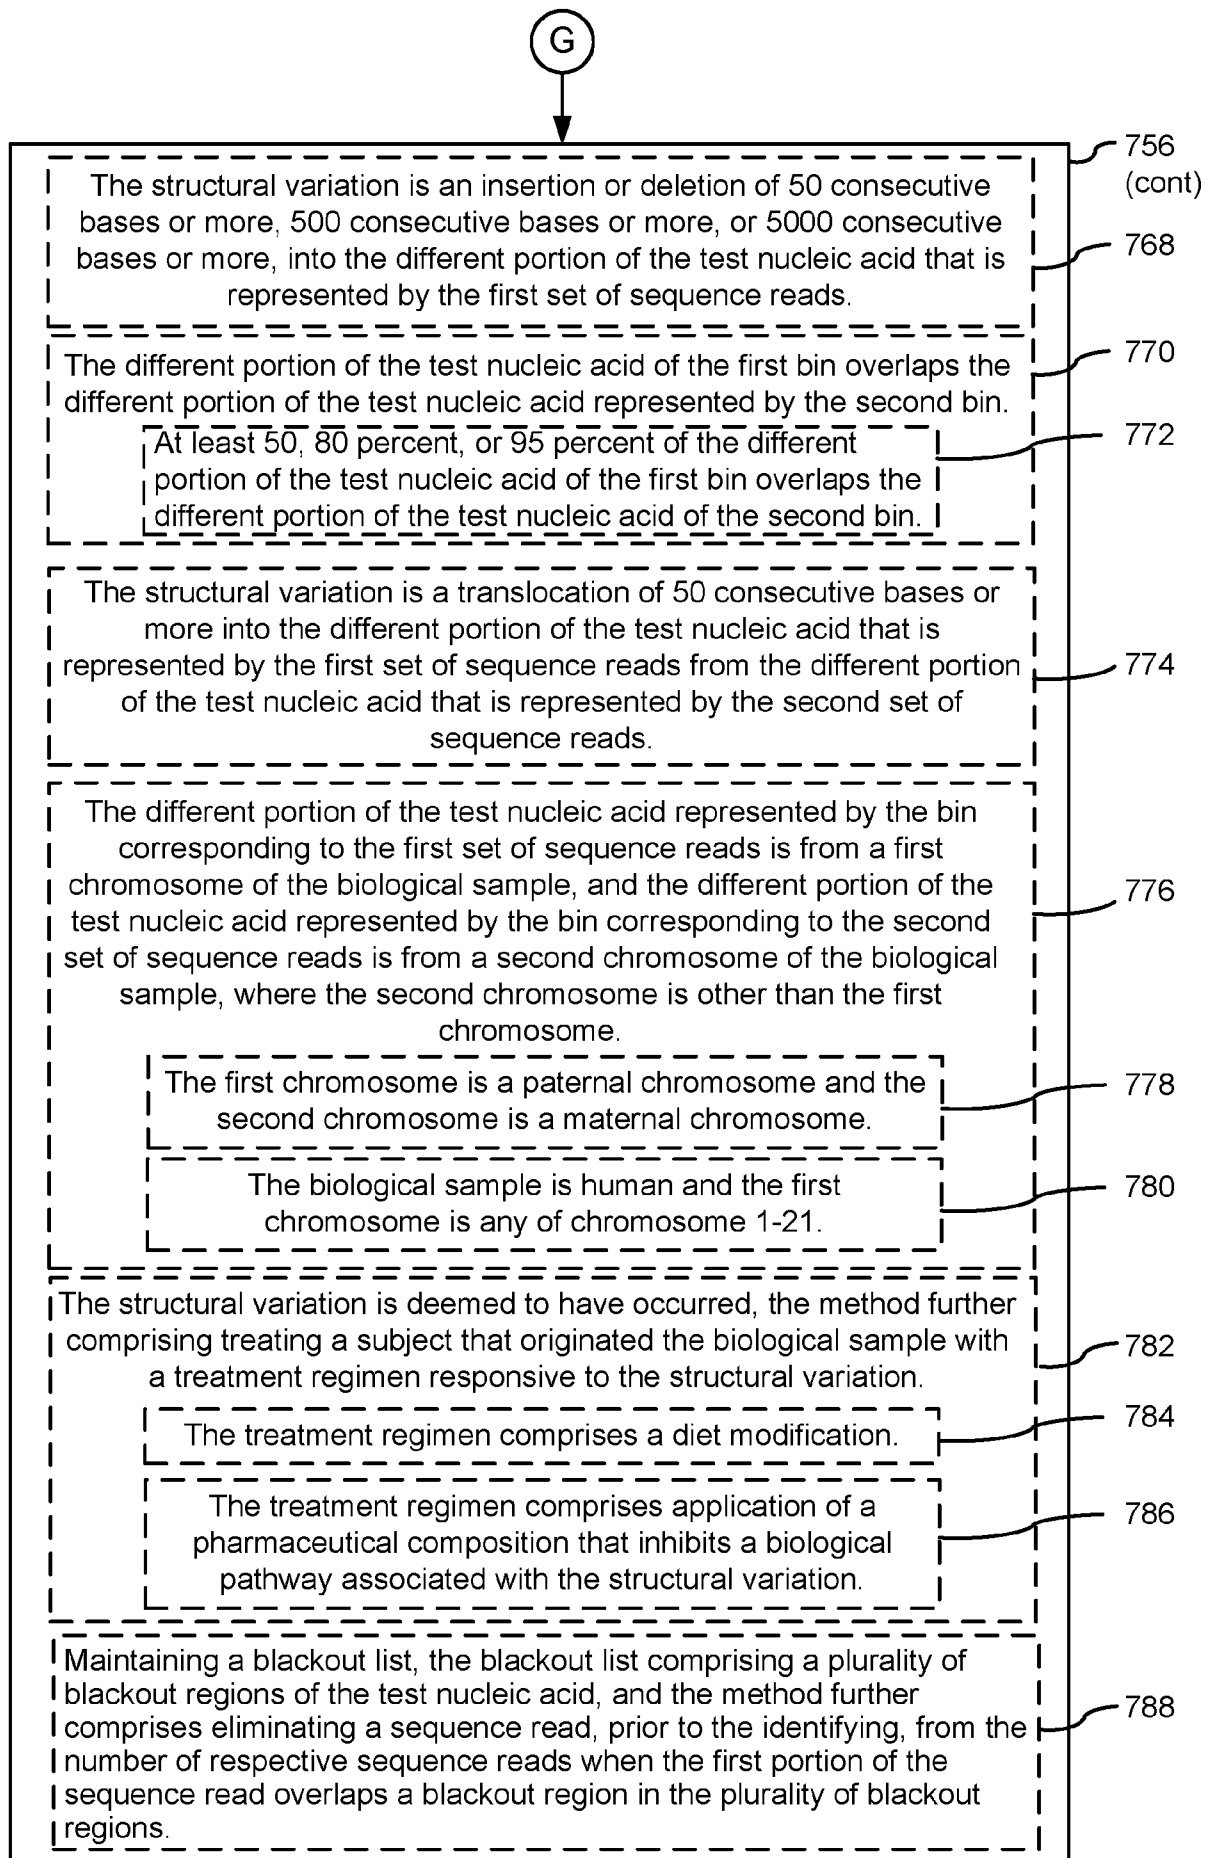 G
756
(cont)
The structural variation is an insertion or deletion of 50 consecutive
bases or more, 500 consecutive bases or more, or 5000 consecutive
bases or more, into the different portion of the test nucleic acid that is
represented by the first set of sequence reads.
768
The different portion of the test nucleic acid of the first bin overlaps the
different portion of the test nucleic acid represented by the second bin.
770
At least 50, 80 percent, or 95 percent of the different
portion of the test nucleic acid of the first bin overlaps the
different portion of the test nucleic acid of the second bin.
772
The structural variation is a translocation of 50 consecutive bases or
more into the different portion of the test nucleic acid that is
represented by the first set of sequence reads from the different portion
of the test nucleic acid that is represented by the second set of
sequence reads.
774
The different portion of the test nucleic acid represented by the bin
corresponding to the first set of sequence reads is from a first
chromosome of the biological sample, and the different portion of the
test nucleic acid represented by the bin corresponding to the second
set of sequence reads is from a second chromosome of the biological
sample, where the second chromosome is other than the first
chromosome.
776
The first chromosome is a paternal chromosome and the
second chromosome is a maternal chromosome.
778
The biological sample is human and the first
chromosome is any of chromosome 1-21.
780
The structural variation is deemed to have occurred, the method further
comprising treating a subject that originated the biological sample with
a treatment regimen responsive to the structural variation.
782
The treatment regimen comprises a diet modification.
784
The treatment regimen comprises application of a
pharmaceutical composition that inhibits a biological
pathway associated with the structural variation.
786
Maintaining a blackout list, the blackout list comprising a plurality of
blackout regions of the test nucleic acid, and the method further
comprises eliminating a sequence read, prior to the identifying, from the
number of respective sequence reads when the first portion of the
sequence read overlaps a blackout region in the plurality of blackout
regions.
788